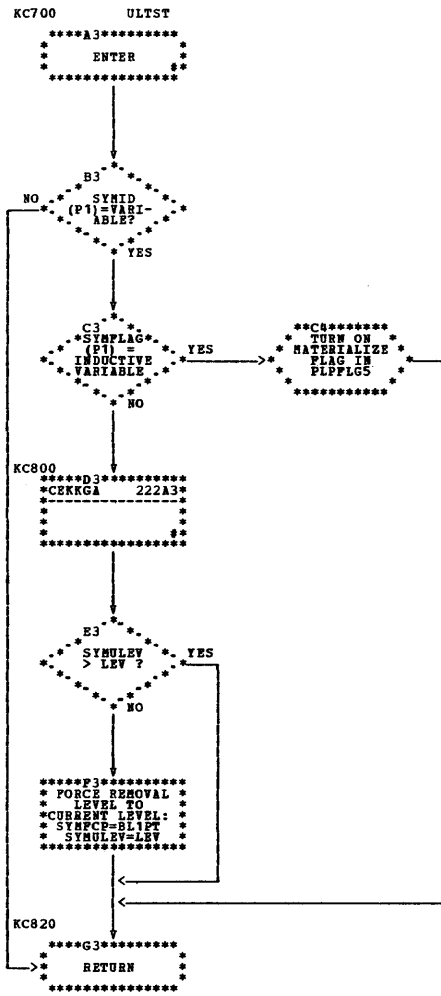 KC700 ULTST
A3
ENTER
#
B3
NO
SYMID
(P1)=VARI-
ABLE?
YES
C3
SYMFLAG
(P1) =
INDUCTIVE
VARIABLE
YES
NO
C4
TURN ON
MATERIALIZE
FLAG IN
PLPFLG5
KC800
D3
CEKKGA 222A3
#
E3
SYMULEV
> LEV ?
YES
NO
F3
FORCE REMOVAL
LEVEL TO
CURRENT LEVEL:
SYMFCP=BL1PT
SYMULEV=LEV
KC820
G3
RETURN